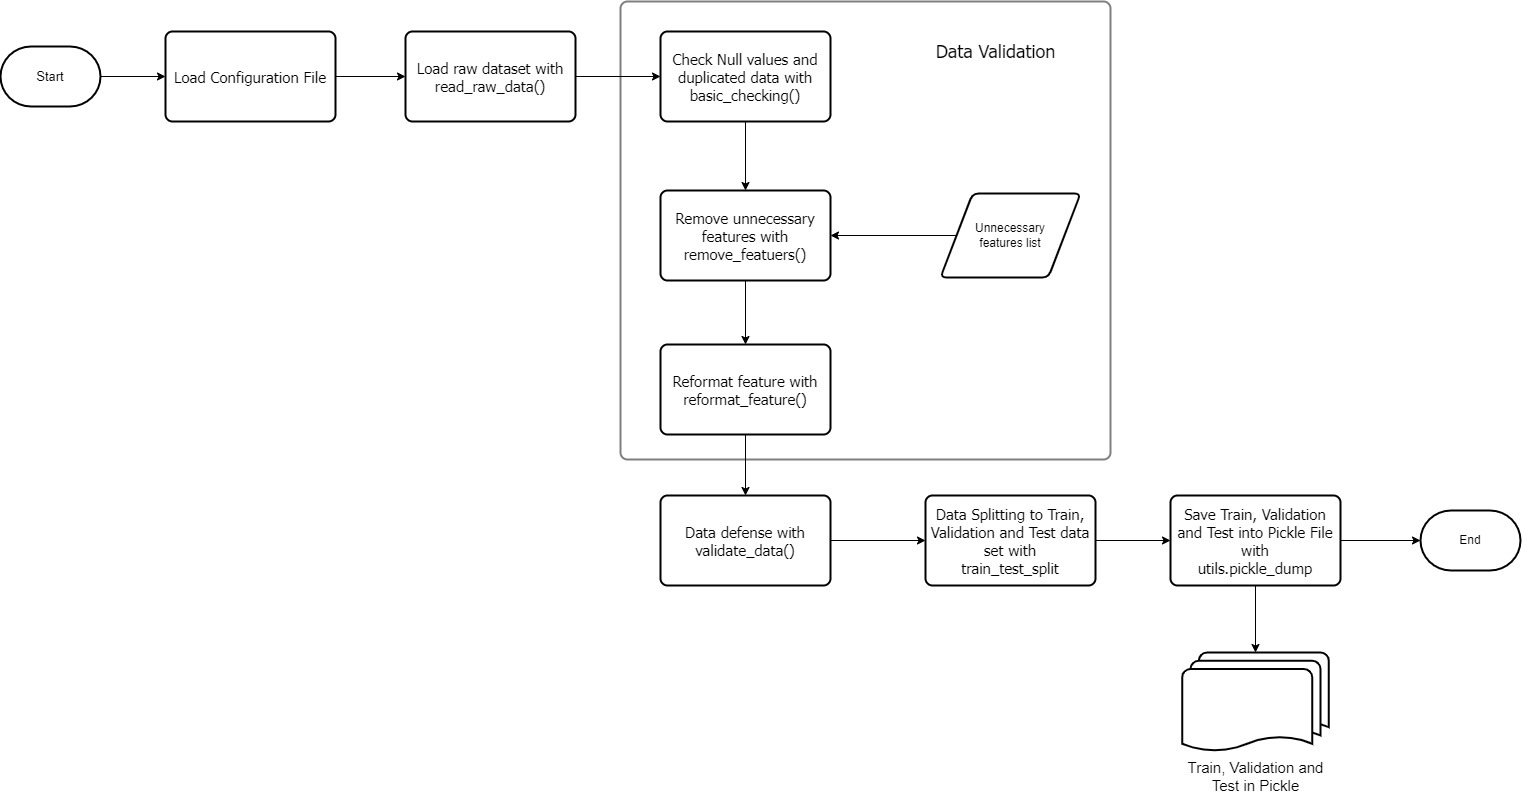 Start
Load Configuration File
Load raw dataset with
read_raw_data()
Data Validation
Check Null values and
duplicated data with
basic_checking()
Remove unnecessary
features with
remove_featuers()
Unnecessary
features list
Reformat feature with
reformat_feature()
Data defense with
validate_data()
Data Splitting to Train,
Validation and Test data
set with
train_test_split
Save Train, Validation
and Test into Pickle File
with
utils.pickle_dump
End
Train, Validation and
Test in Pickle